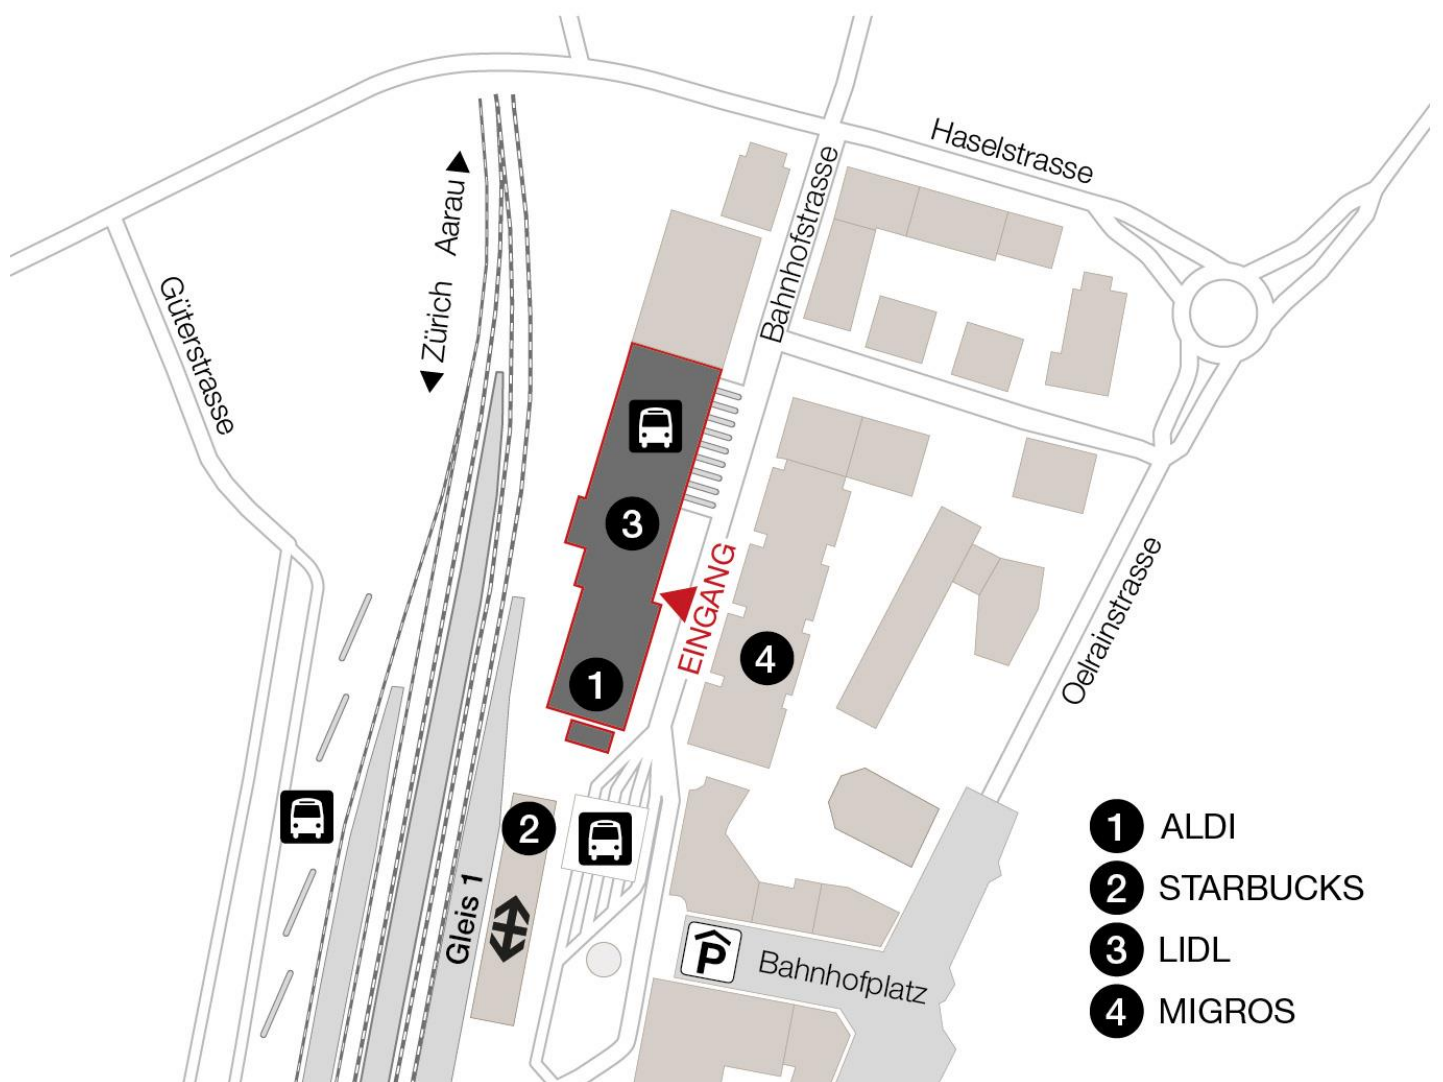 Haselstrasse
Bahnhofstrasse
Aarau
Zürich
Güterstrasse
3
EINGANG
4
1
Oelrainstrasse
2
Gleis 1
P
Bahnhofplatz
1 ALDI
2 STARBUCKS
3 LIDL
4 MIGROS